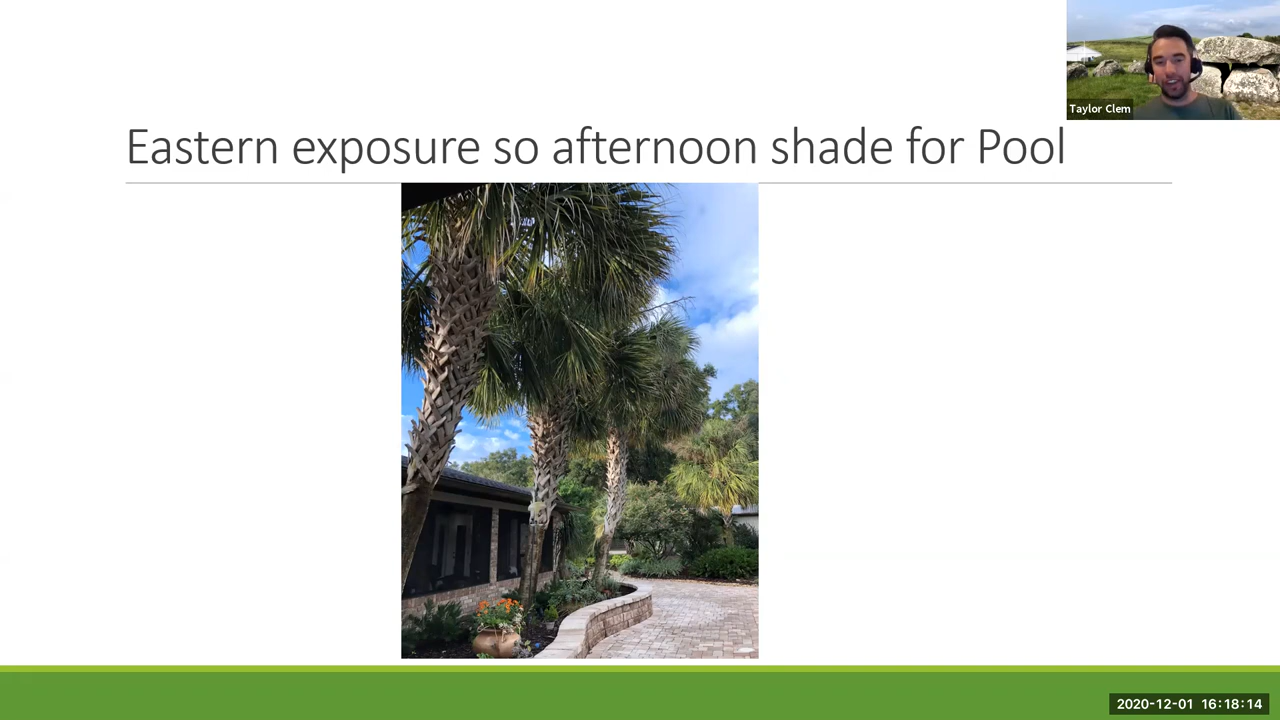 Taylor Clem
Eastern exposure so afternoon shade for Pool
2020-12-01 16:18:14